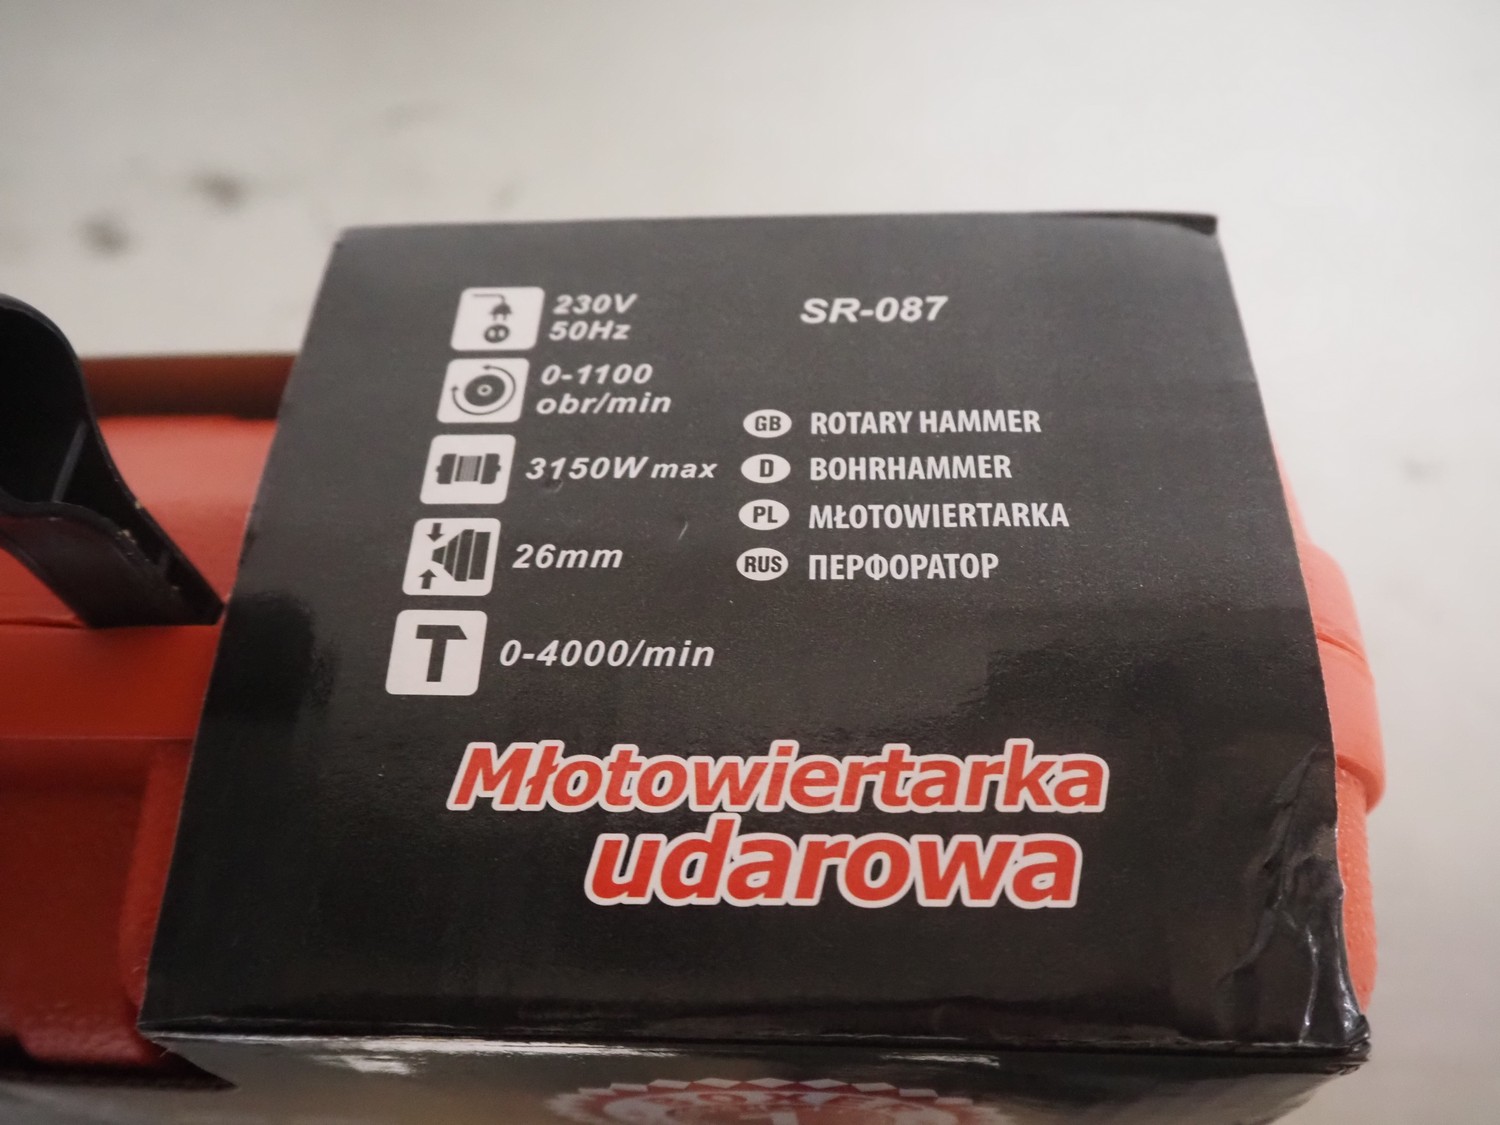 230V
50Hz
SR-087
0-1100
obr/min
3150W max
26mm
0-4000/min
GB ROTARY HAMMER
D BOHRHAMMER
PL MŁOTOWIERTARKA
RUS ПЕРФОРАТОР
Młotowiertarka
udarowa